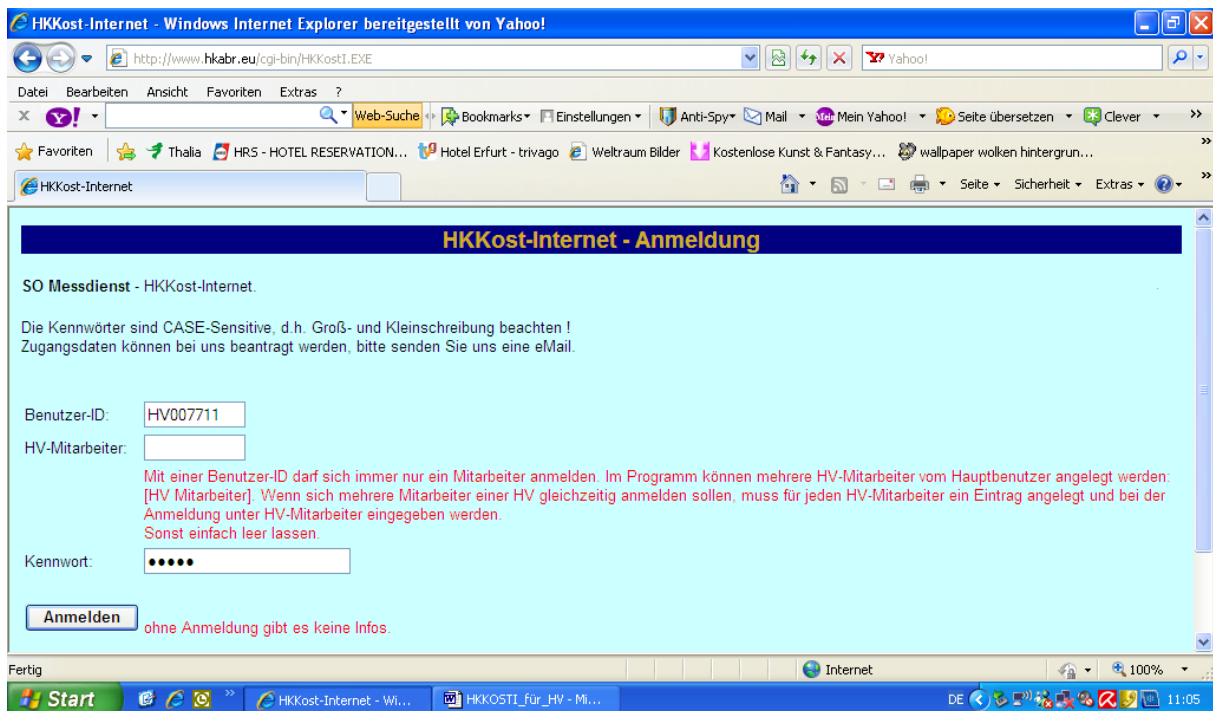 HKKost-Internet - Windows Internet Explorer bereitgestellt von Yahoo!
http://www.hkabr.eu/cgi-bin/HKKostI.EXE
Yahoo!
Datei Bearbeiten Ansicht Favoriten Extras ?
Web-Suche Bookmarks Einstellungen Anti-Spy Mail Mein Yahoo! Seite übersetzen Clever »
Favoriten Thalia HRS - HOTEL RESERVATION... Hotel Erfurt - trivago Weltraum Bilder Kostenlose Kunst & Fantasy... wallpaper wolken hintergrun... »
HKKost-Internet Seite Sicherheit Extras »
HKKost-Internet - Anmeldung
SO Messdienst - HKKost-Internet.
Die Kennwörter sind CASE-Sensitive, d.h. Groß- und Kleinschreibung beachten !
Zugangsdaten können bei uns beantragt werden, bitte senden Sie uns eine eMail.
Benutzer-ID: HV007711
HV-Mitarbeiter:
Mit einer Benutzer-ID darf sich immer nur ein Mitarbeiter anmelden. Im Programm können mehrere HV-Mitarbeiter vom Hauptbenutzer angelegt werden:
[HV Mitarbeiter]. Wenn sich mehrere Mitarbeiter einer HV gleichzeitig anmelden sollen, muss für jeden HV-Mitarbeiter ein Eintrag angelegt und bei der
Anmeldung unter HV-Mitarbeiter eingegeben werden.
Sonst einfach leer lassen.
Kennwort: •••••
Anmelden ohne Anmeldung gibt es keine Infos.
Fertig Internet 100%
Start » HKKost-Internet - Wi... HKKOSTI_für_HV - Mi... DE 11:05